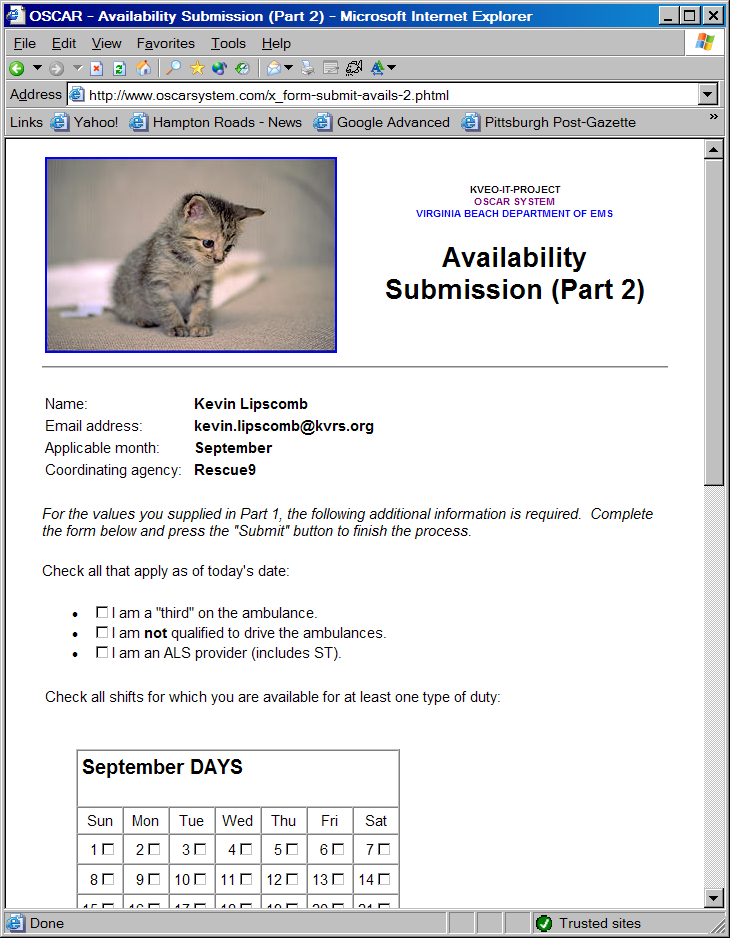 OSCAR - Availability Submission (Part 2) - Microsoft Internet Explorer
File Edit View Favorites Tools Help
Address http://www.oscarsystem.com/x_form-submit-avails-2.phtml
Links Yahoo! Hampton Roads - News Google Advanced Pittsburgh Post-Gazette »
KVEO-IT-PROJECT
OSCAR SYSTEM
VIRGINIA BEACH DEPARTMENT OF EMS
Availability
Submission (Part 2)
Name: Kevin Lipscomb
Email address: kevin.lipscomb@kvrs.org
Applicable month: September
Coordinating agency: Rescue9
For the values you supplied in Part 1, the following additional information is required. Complete
the form below and press the "Submit" button to finish the process.
Check all that apply as of today's date:
• I am a "third" on the ambulance.
• I am not qualified to drive the ambulances.
• I am an ALS provider (includes ST).
Check all shifts for which you are available for at least one type of duty:
September DAYS
Sun Mon Tue Wed Thu Fri Sat
1 2 3 4 5 6 7
8 9 10 11 12 13 14
15 16 17 18 19 20 21
Done Trusted sites